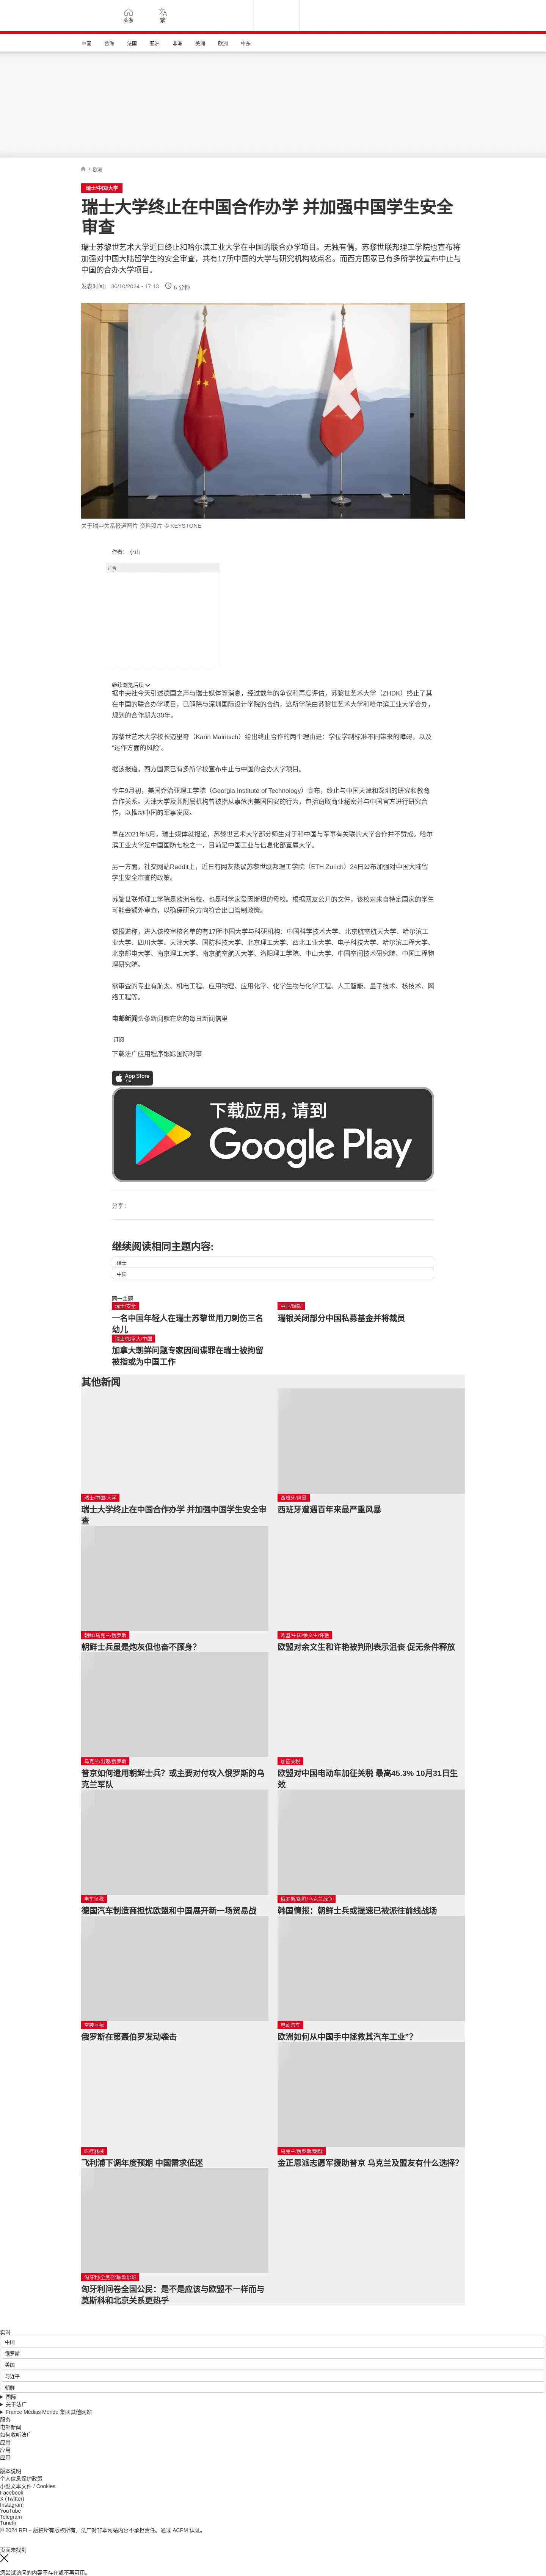 头条
繁
中国
台海
法国
亚洲
非洲
美洲
欧洲
中东
/ 欧洲
瑞士/中国/大学
瑞士大学终止在中国合作办学 并加强中国学生安全
审查
瑞士苏黎世艺术大学近日终止和哈尔滨工业大学在中国的联合办学项目。无独有偶，苏黎世联邦理工学院也宣布将
加强对中国大陆留学生的安全审查，共有17所中国的大学与研究机构被点名。而西方国家已有多所学校宣布中止与
中国的合办大学项目。
发表时间： 30/10/2024 - 17:13
6 分钟
关于瑞中关系报道图片 资料照片 © KEYSTONE
作者： 小山
广告
继续浏览后续
据中央社今天引述德国之声与瑞士媒体等消息，经过数年的争议和再度评估，苏黎世艺术大学（ZHDK）终止了其
在中国的联合办学项目，已解除与深圳国际设计学院的合约，这所学院由苏黎世艺术大学和哈尔滨工业大学合办，
规划的合作期为30年。
苏黎世艺术大学校长迈里奇（Karin Mairitsch）给出终止合作的两个理由是：学位学制标准不同带来的障碍，以及
“运作方面的风险”。
据该报道，西方国家已有多所学校宣布中止与中国的合办大学项目。
今年9月初，美国乔治亚理工学院（Georgia Institute of Technology）宣布，终止与中国天津和深圳的研究和教育
合作关系。天津大学及其附属机构曾被指从事危害美国国安的行为，包括窃取商业秘密并与中国官方进行研究合
作，以推动中国的军事发展。
早在2021年5月，瑞士媒体就报道，苏黎世艺术大学部分师生对于和中国与军事有关联的大学合作并不赞成。哈尔
滨工业大学是中国国防七校之一，目前是中国工业与信息化部直属大学。
另一方面，社交网站Reddit上，近日有网友热议苏黎世联邦理工学院（ETH Zurich）24日公布加强对中国大陆留
学生安全审查的政策。
苏黎世联邦理工学院是欧洲名校，也是科学家爱因斯坦的母校。根据网友公开的文件，该校对来自特定国家的学生
可能会额外审查，以确保研究方向符合出口管制政策。
该报道称，进入该校审核名单的有17所中国大学与科研机构：中国科学技术大学、北京航空航天大学、哈尔滨工
业大学、四川大学、天津大学、国防科技大学、北京理工大学、西北工业大学、电子科技大学、哈尔滨工程大学、
北京邮电大学、南京理工大学、南京航空航天大学、洛阳理工学院、中山大学、中国空间技术研究院、中国工程物
理研究院。
需审查的专业有航太、机电工程、应用物理、应用化学、化学生物与化学工程、人工智能、量子技术、核技术、网
络工程等。
电邮新闻头条新闻就在您的每日新闻信里
订阅
下载法广应用程序跟踪国际时事
App Store
下载
下载应用，请到
Google Play
分享 :
继续阅读相同主题内容:
瑞士
中国
同一主题
瑞士/安全
一名中国年轻人在瑞士苏黎世用刀刺伤三名
幼儿
中国/瑞银
瑞银关闭部分中国私募基金并将裁员
瑞士/加拿大/中国
加拿大朝鲜问题专家因间谍罪在瑞士被拘留
被指或为中国工作
其他新闻
瑞士/中国/大学
瑞士大学终止在中国合作办学 并加强中国学生安全审
查
西班牙/风暴
西班牙遭遇百年来最严重风暴
朝鲜/乌克兰/俄罗斯
朝鲜士兵虽是炮灰但也奋不顾身?
欧盟/中国/余文生/许艳
欧盟对余文生和许艳被判刑表示沮丧 促无条件释放
乌克兰/出现/俄罗斯
普京如何遣用朝鲜士兵？或主要对付攻入俄罗斯的乌
克兰军队
加征关税
欧盟对中国电动车加征关税 最高45.3% 10月31日生
效
电车征税
德国汽车制造商担忧欧盟和中国展开新一场贸易战
俄罗斯/朝鲜/乌克兰战争
韩国情报：朝鲜士兵或提速已被派往前线战场
空袭目标
俄罗斯在第聂伯罗发动袭击
电动汽车
欧洲如何从中国手中拯救其汽车工业”？
医疗器械
飞利浦下调年度预期 中国需求低迷
乌克兰/俄罗斯/朝鲜
金正恩派志愿军援助普京 乌克兰及盟友有什么选择？
匈牙利/全民咨询/欧尔班
匈牙利问卷全国公民：是不是应该与欧盟不一样而与
莫斯科和北京关系更热乎
实时
中国
俄罗斯
美国
习近平
朝鲜
国际
关于法广
France Médias Monde 集团其他网站
服务
电邮新闻
如何收听法广
应用
应用
应用
版本说明
个人信息保护政策
小型文本文件 / Cookies
Facebook
X (Twitter)
Instagram
YouTube
Telegram
TuneIn
© 2024 RFI – 版权所有版权所有。法广对非本网站内容不承担责任。通过 ACPM 认证。
页面未找到
您尝试访问的内容不存在或不再可用。